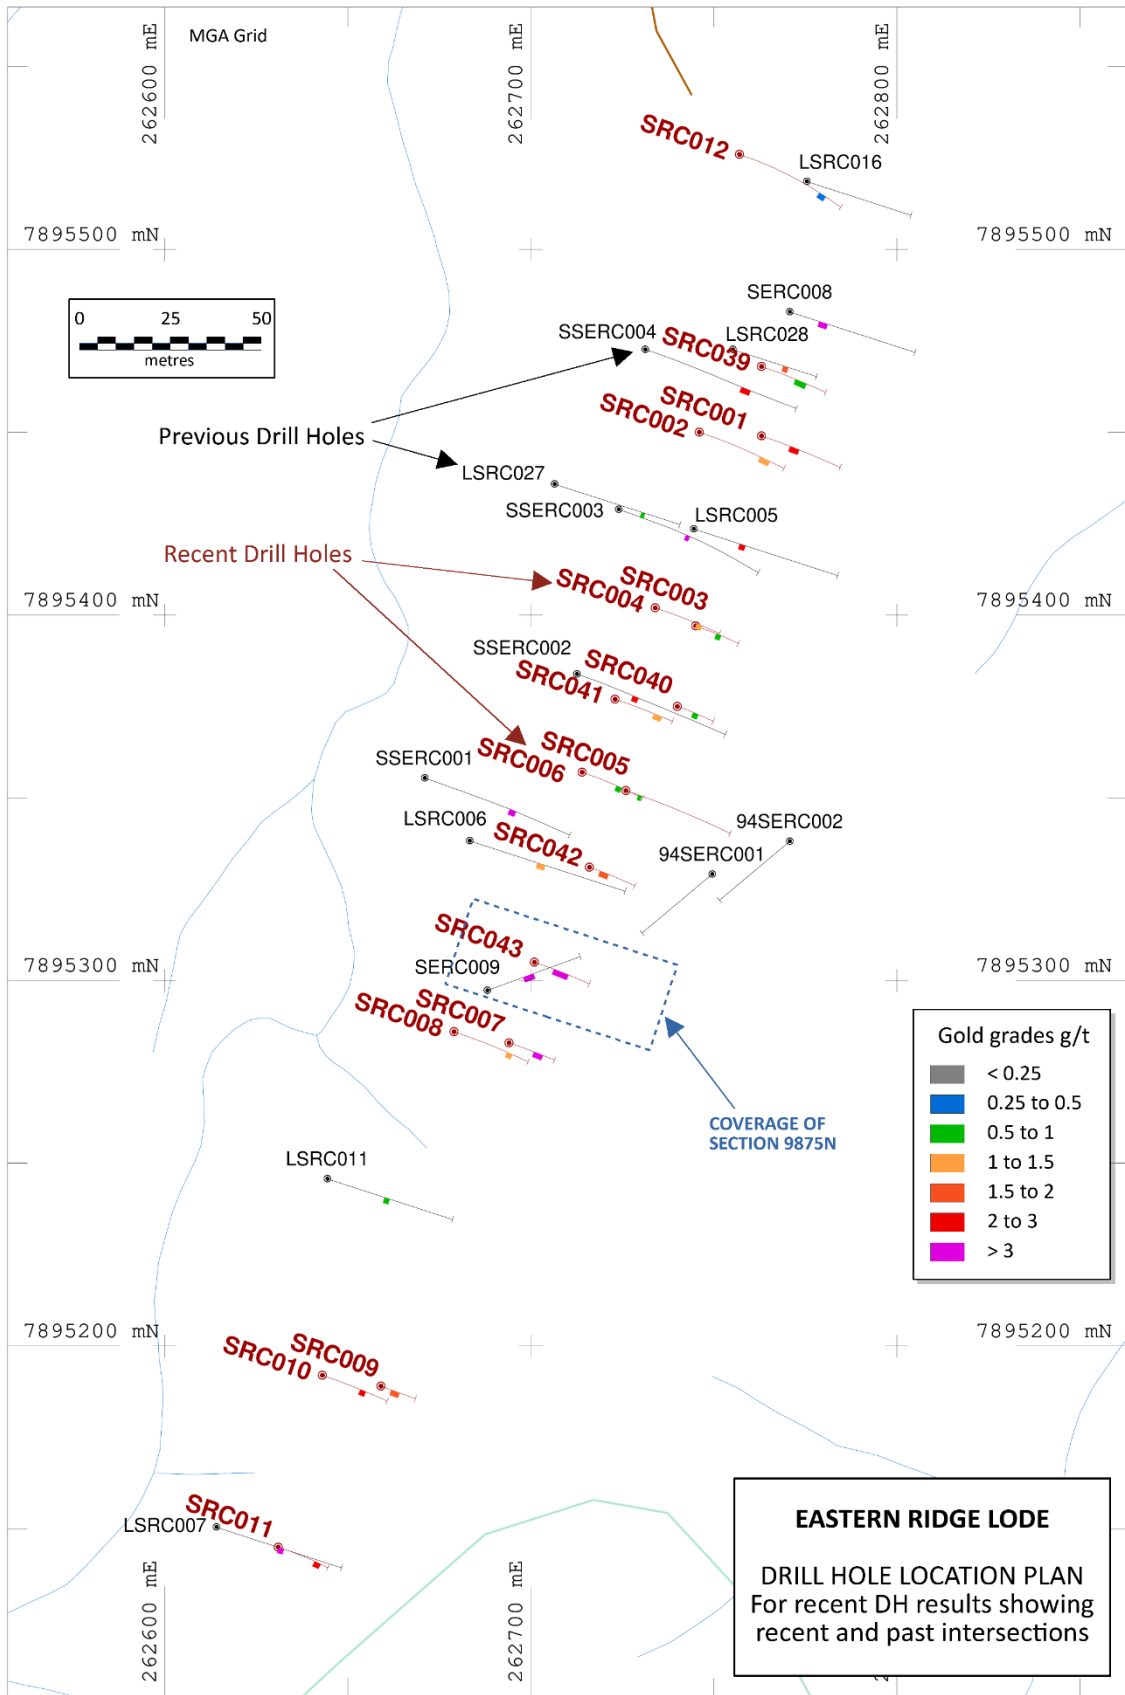 MGA Grid
262600 mE
262700 mE
262800 mE
SRC012
LSRC016
7895500 mN
7895500 mN
0 25 50
metres
SERC008
SSERC004
LSRC028
SRC039
SRC001
SRC002
Previous Drill Holes
LSRC027
SSERC003
LSRC005
Recent Drill Holes
SRC003
SRC004
7895400 mN
7895400 mN
SSERC002
SRC040
SRC041
SRC005
SRC006
SSERC001
LSRC006
SRC042
94SERC002
94SERC001
SRC043
SERC009
7895300 mN
7895300 mN
SRC007
SRC008
COVERAGE OF
SECTION 9875N
Gold grades g/t
< 0.25
0.25 to 0.5
0.5 to 1
1 to 1.5
1.5 to 2
2 to 3
> 3
LSRC011
7895200 mN
7895200 mN
SRC009
SRC010
SRC011
LSRC007
262600 mE
262700 mE
EASTERN RIDGE LODE
DRILL HOLE LOCATION PLAN
For recent DH results showing
recent and past intersections